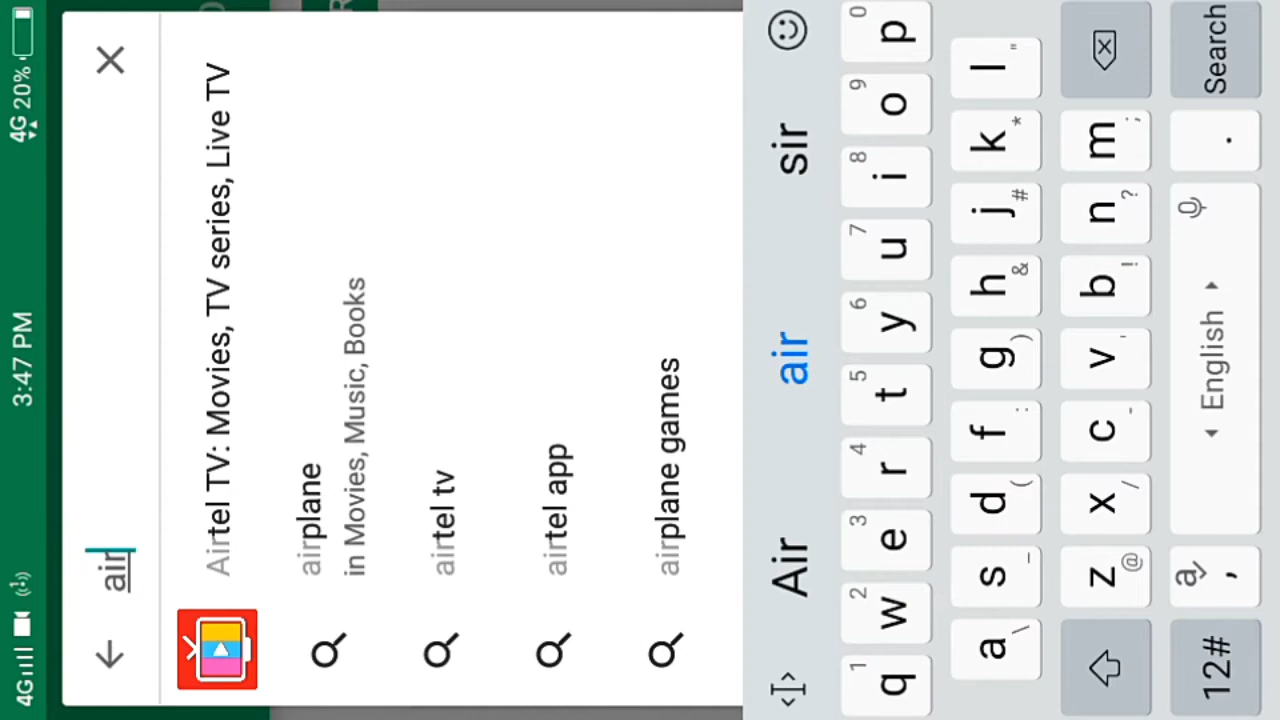 4G 3:47 PM 4G 20%
air
Airtel TV: Movies, TV series, Live TV
airplane
in Movies, Music, Books
airtel tv
airtel app
airplane games
Air air sir
1 2 3 4 5 6 7 8 9 0
q w e r t y u i o p
a s d f g h j k l
\ _ ( : ) & # * "
z x c v b n m
@ / - ' ! ? ;
12# , English . Search